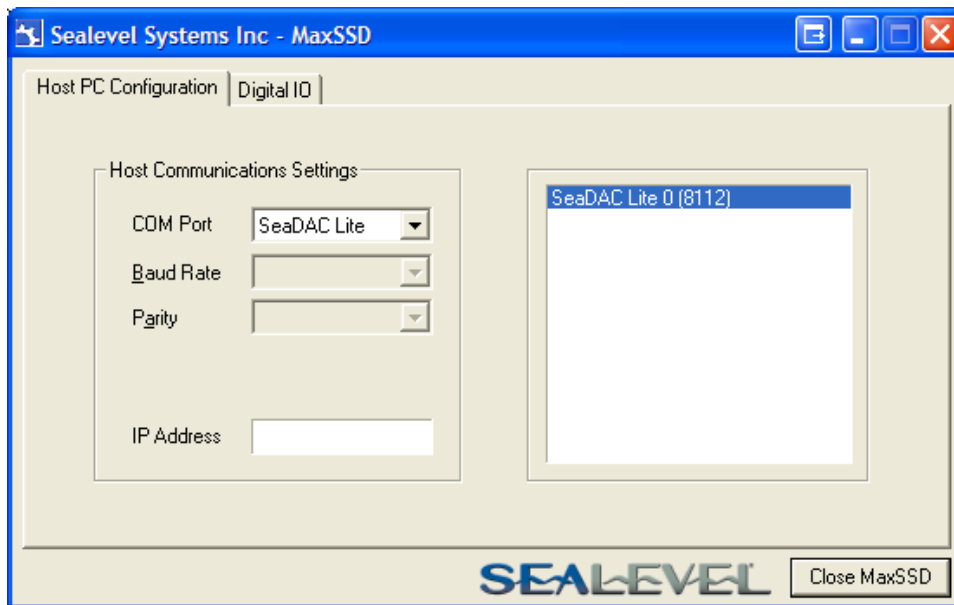 Sealevel Systems Inc - MaxSSD
Host PC Configuration
Digital IO
Host Communications Settings
COM Port
SeaDAC Lite
Baud Rate
Parity
IP Address
SeaDAC Lite 0 (8112)
SEALEVEL
Close MaxSSD